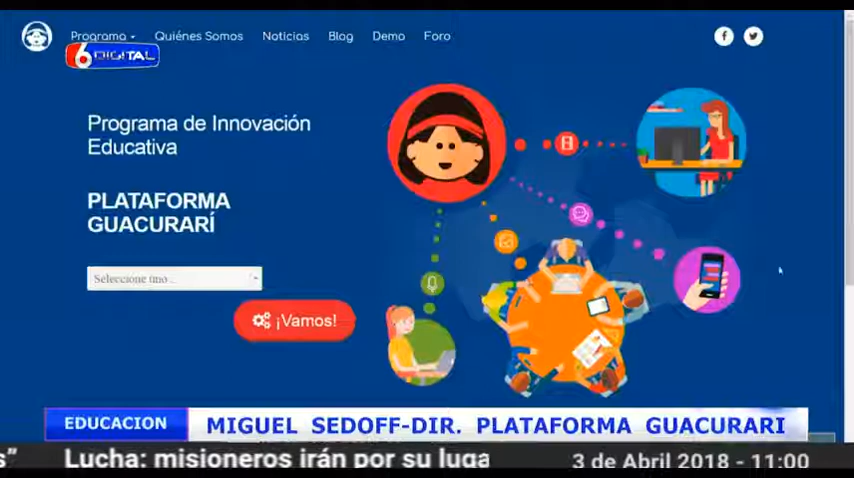 Programa Quiénes Somos Noticias Blog Demo Foro
6 DIGITAL
Programa de Innovación
Educativa
PLATAFORMA
GUACURARÍ
Seleccione uno...
¡Vamos!
EDUCACION MIGUEL SEDOFF-DIR. PLATAFORMA GUACURARI
s” Lucha: misioneros irán por su luga 3 de Abril 2018 - 11:00